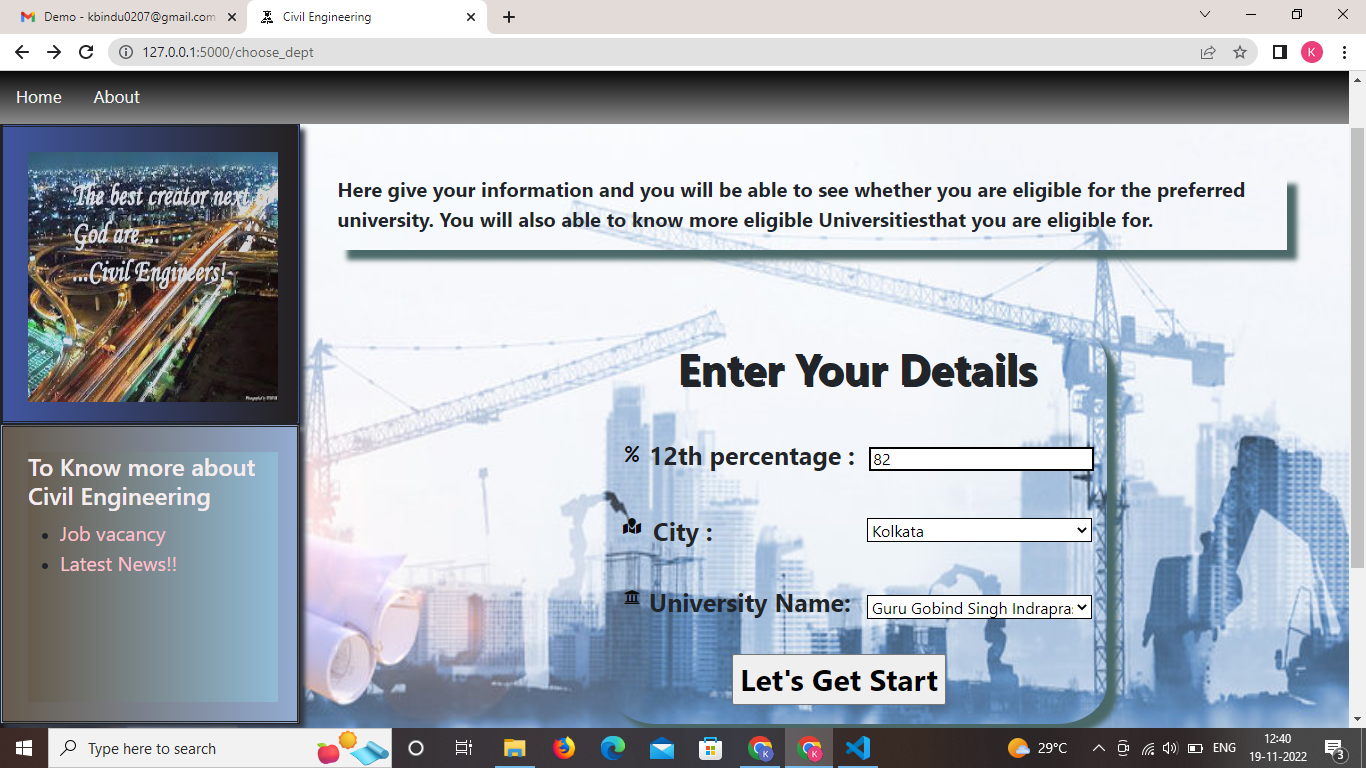 Demo - kbindu0207@gmail.com
Civil Engineering
127.0.0.1:5000/choose_dept
K
Home
About
The best creator next
God are ...
...Civil Engineers!
Here give your information and you will be able to see whether you are eligible for the preferred
university. You will also able to know more eligible Universitiesthat you are eligible for.
Enter Your Details
% 12th percentage :
82
City :
Kolkata
University Name:
Guru Gobind Singh Indrapras
Let's Get Start
To Know more about
Civil Engineering
Job vacancy
Latest News!!
Type here to search
K
K
29°C
ENG
12:40
19-11-2022
3